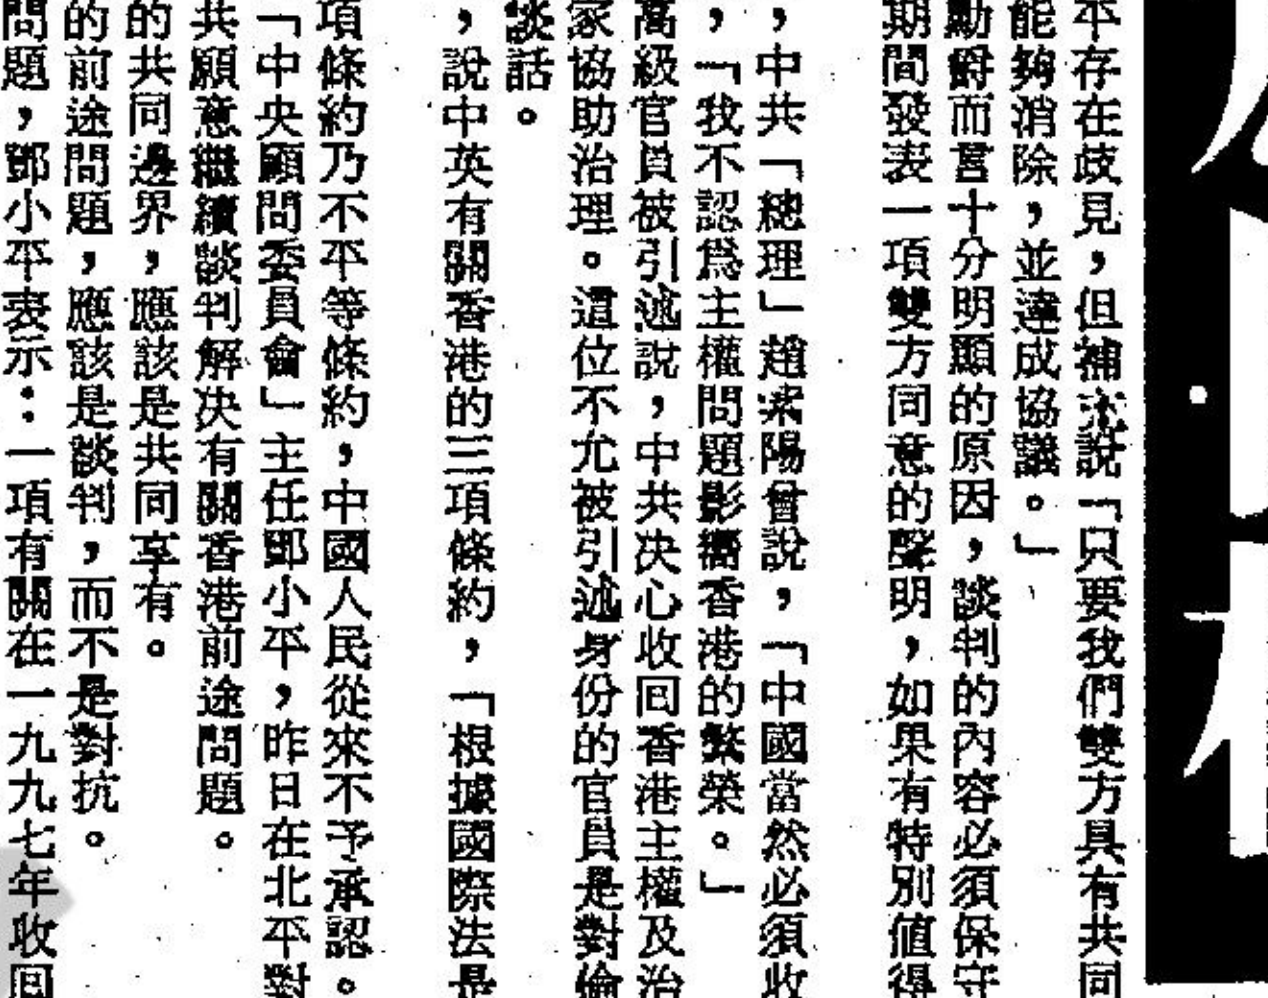 平存在歧見，但補充說「只要我們雙方具有共同
能夠消除，並達成協議。」
勳爵而言十分明顯的原因，談判的內容必須保守
期間發表一項雙方同意的聲明，如果有特別值得
，中共「總理」趙紫陽曾說，「中國當然必須收
，「我不認爲主權問題影響香港的繁榮。」
高級官員被引述說，中共決心收回香港主權及治
家協助治理。這位不允被引述身份的官員是對倫
談話。
，說中英有關香港的三項條約，「根據國際法是
項條約乃不平等條約，中國人民從來不予承認。
「中央顧問委員會」主任鄧小平，昨日在北平對
共願意繼續談判解决有關香港前途問題。
的共同邊界，應該是共同享有。
的前途問題，應該是談判，而不是對抗。
問題，鄧小平表示：一項有關在一九九七年收回